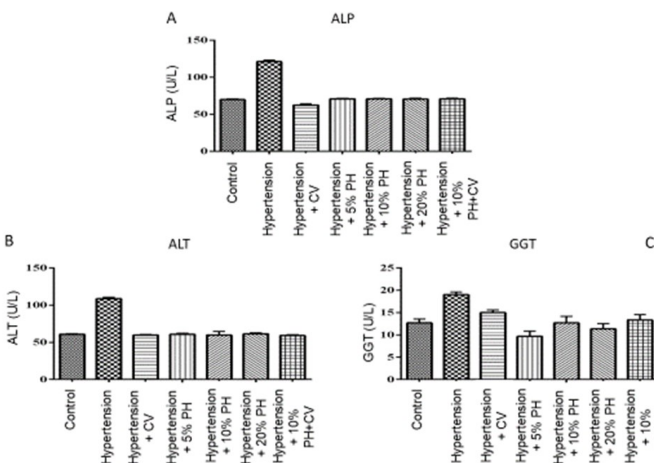 A
ALP
ALP (U/L)
150
100
50
0
Control
Hypertension
Hypertension
+ CV
Hypertension
+ 5% PH
Hypertension
+ 10% PH
Hypertension
+ 20% PH
Hypertension
+ 10%
PH+CV
B
ALT
ALT (U/L)
150
100
50
0
Control
Hypertension
Hypertension
+ CV
Hypertension
+ 5% PH
Hypertension
+ 10% PH
Hypertension
+ 20% PH
Hypertension
+ 10%
PH+CV
GGT
C
GGT (U/L)
25
20
15
10
5
0
Control
Hypertension
Hypertension
+ CV
Hypertension
+ 5% PH
Hypertension
+ 10% PH
Hypertension
+ 20% PH
Hypertension
+ 10%